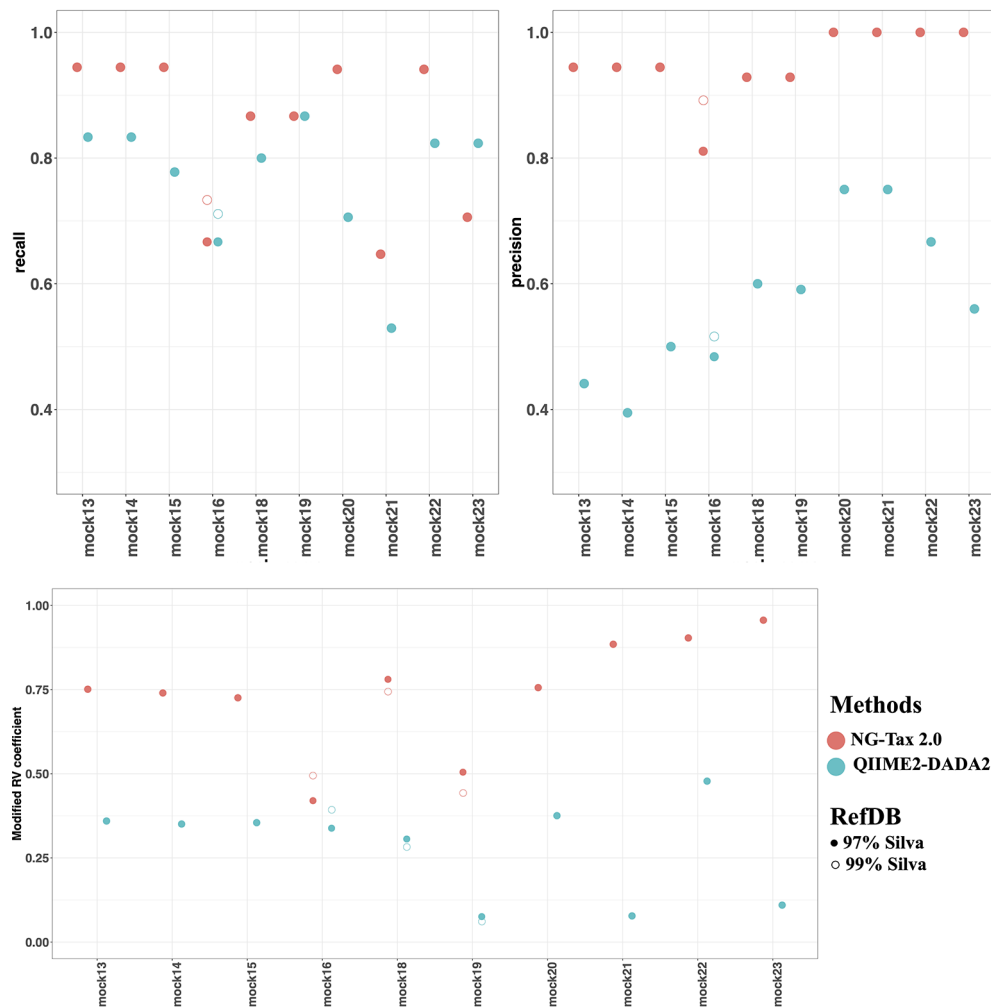 1.0
0.8
0.6
0.4
recall
mock13
mock14
mock15
mock16
.mock18
mock19
mock20
mock21
mock22
mock23
1.0
0.8
0.6
0.4
precision
mock13
mock14
mock15
mock16
.mock18
mock19
mock20
mock21
mock22
mock23
1.00
0.75
0.50
0.25
0.00
Modified RV coefficient
mock13
mock14
mock15
mock16
mock18
mock19
mock20
mock21
mock22
mock23
Methods
NG-Tax 2.0
QIIME2-DADA2
RefDB
97% Silva
99% Silva